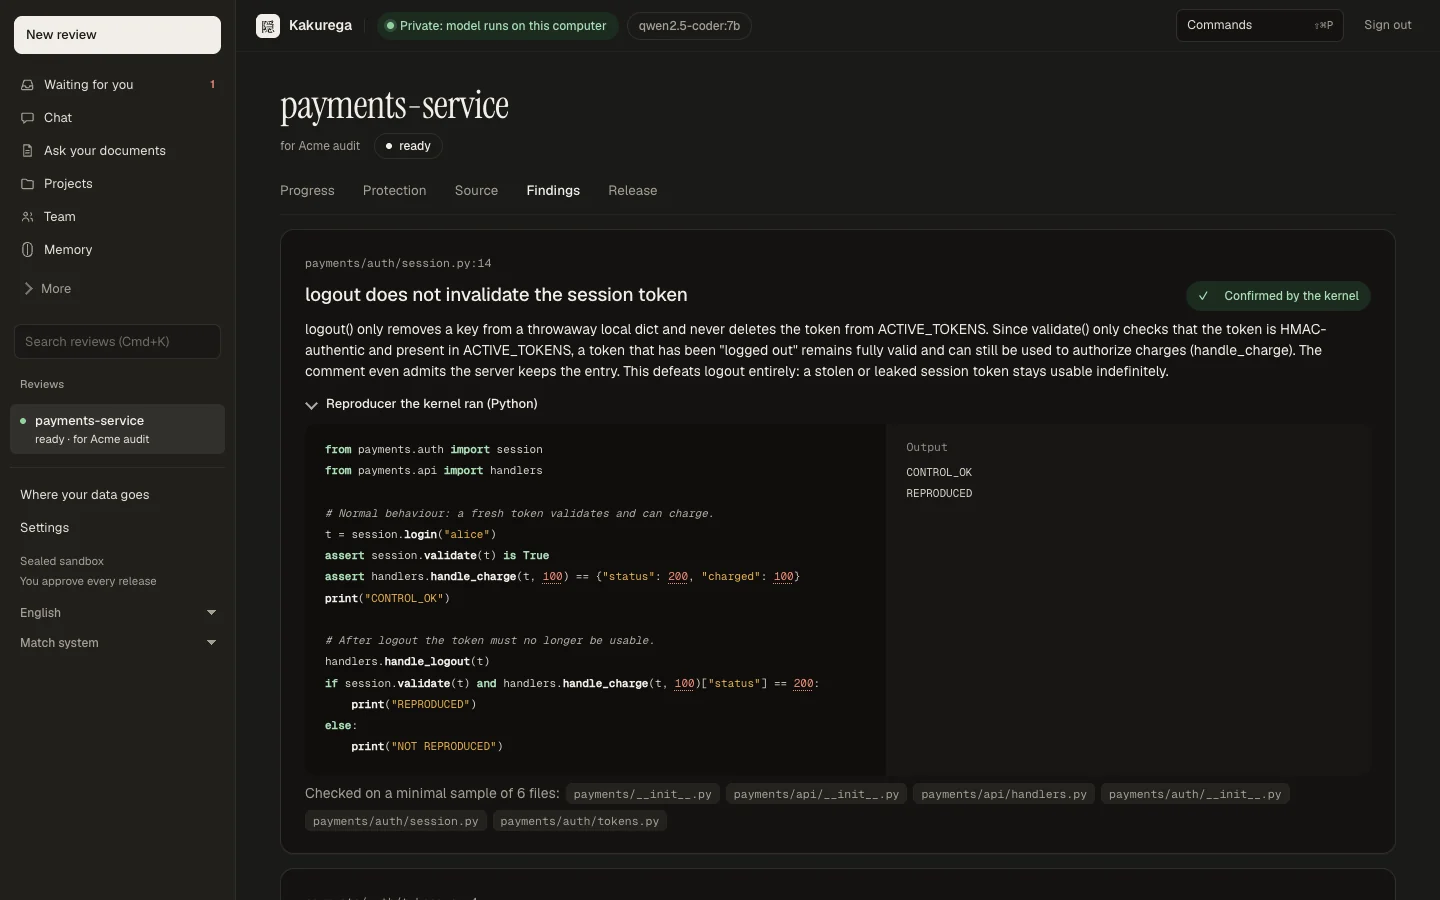 New review
Waiting for you 1
Chat
Ask your documents
Projects
Team
Memory
More
Search reviews (Cmd+K)
Reviews
payments-service
ready · for Acme audit
Where your data goes
Settings
Sealed sandbox
You approve every release
English
Match system
Kakurega
Private: model runs on this computer
qwen2.5-coder:7b
Commands ⇧⌘P
Sign out
payments-service
for Acme audit
ready
Progress Protection Source Findings Release
payments/auth/session.py:14
logout does not invalidate the session token
✓ Confirmed by the kernel
logout() only removes a key from a throwaway local dict and never deletes the token from ACTIVE_TOKENS. Since validate() only checks that the token is HMAC-
authentic and present in ACTIVE_TOKENS, a token that has been "logged out" remains fully valid and can still be used to authorize charges (handle_charge). The
comment even admits the server keeps the entry. This defeats logout entirely: a stolen or leaked session token stays usable indefinitely.
Reproducer the kernel ran (Python)
from payments.auth import session
from payments.api import handlers
# Normal behaviour: a fresh token validates and can charge.
t = session.login("alice")
assert session.validate(t) is True
assert handlers.handle_charge(t, 100) == {"status": 200, "charged": 100}
print("CONTROL_OK")
# After logout the token must no longer be usable.
handlers.handle_logout(t)
if session.validate(t) and handlers.handle_charge(t, 100)["status"] == 200:
    print("REPRODUCED")
else:
    print("NOT REPRODUCED")
Output
CONTROL_OK
REPRODUCED
Checked on a minimal sample of 6 files: payments/__init__.py payments/api/__init__.py payments/api/handlers.py payments/auth/__init__.py
payments/auth/session.py payments/auth/tokens.py